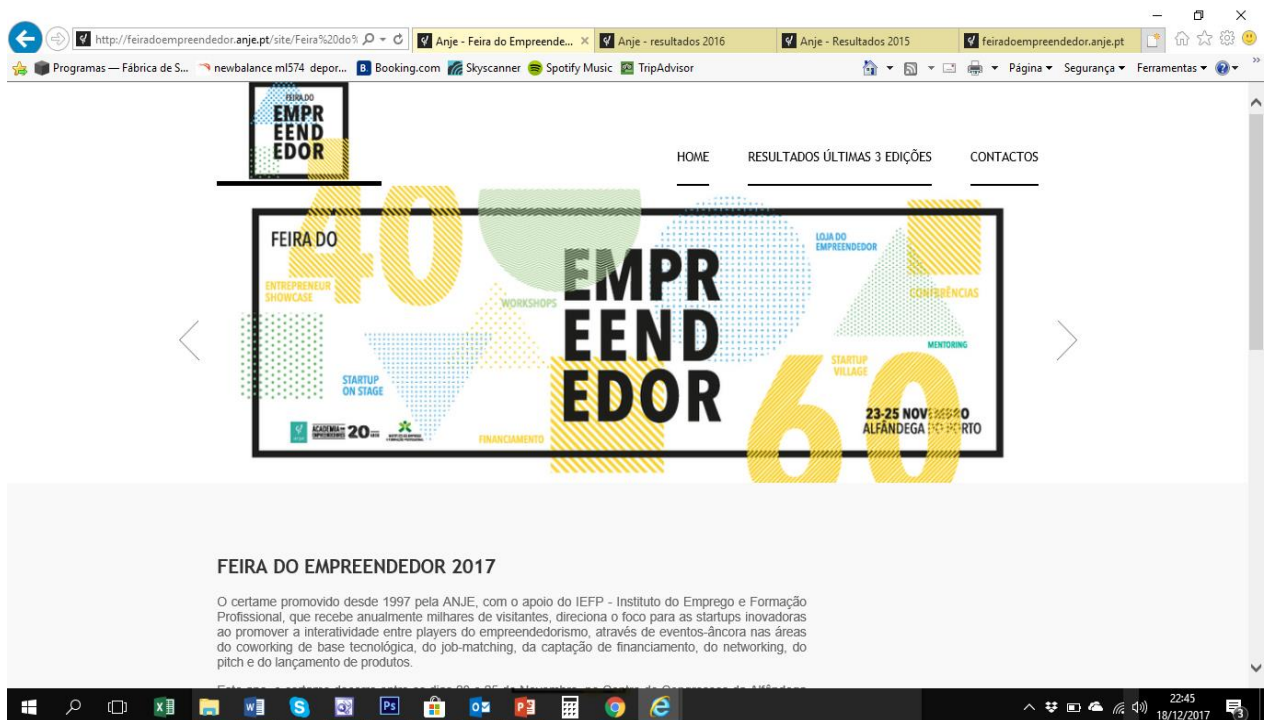 http://feiradoempreendedor.anje.pt/site/Feira%20do%
Anje - Feira do Empreende...
Anje - resultados 2016
Anje - Resultados 2015
feiradoempreendedor.anje.pt
Programas — Fábrica de S...
newbalance ml574 depor...
Booking.com
Skyscanner
Spotify Music
TripAdvisor
Página
Segurança
Ferramentas
FEIRA DO
EMPR
EEND
EDOR
HOME
RESULTADOS ÚLTIMAS 3 EDIÇÕES
CONTACTOS
40
FEIRA DO
ENTREPRENEUR
SHOWCASE
WORKSHOPS
EMPR
EEND
EDOR
LOJA DO
EMPREENDEDOR
CONFERÊNCIAS
MENTORING
STARTUP
VILLAGE
STARTUP
ON STAGE
FINANCIAMENTO
60
23-25 NOVEMBRO
ALFÂNDEGA DO PORTO
anje
ACADEMIA
20
FEIRA DO EMPREENDEDOR 2017
O certame promovido desde 1997 pela ANJE, com o apoio do IEFP - Instituto do Emprego e Formação
Profissional, que recebe anualmente milhares de visitantes, direciona o foco para as startups inovadoras
ao promover a interatividade entre players do empreendedorismo, através de eventos-âncora nas áreas
do coworking de base tecnológica, do job-matching, da captação de financiamento, do networking, do
pitch e do lançamento de produtos.
22:45
18/12/2017